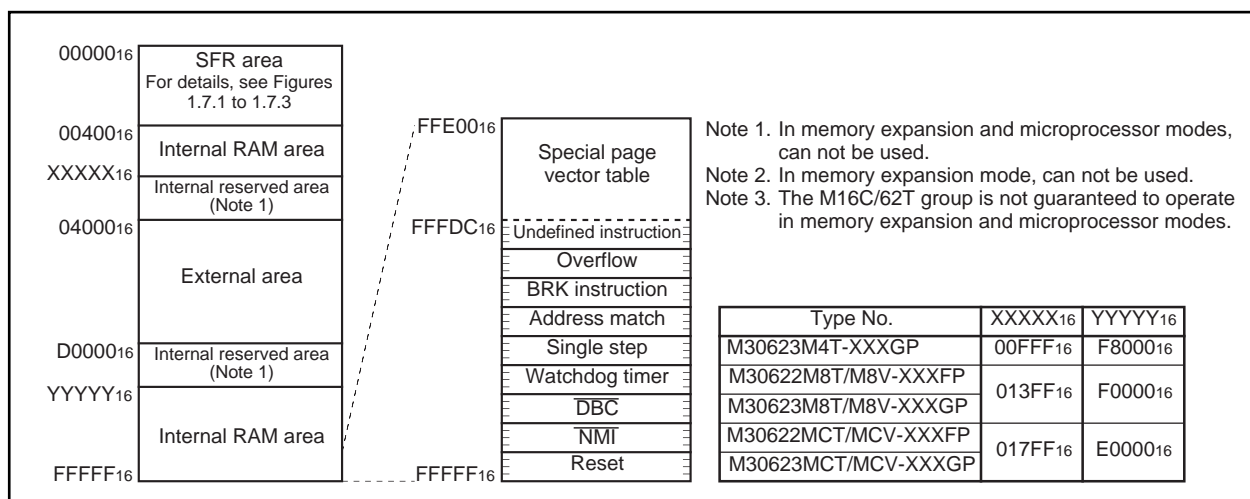 0000016
SFR area
For details, see Figures
1.7.1 to 1.7.3
0040016
Internal RAM area
XXXXX16
Internal reserved area
(Note 1)
0400016
External area
D000016
Internal reserved area
(Note 1)
YYYYY16
Internal RAM area
FFFFF16
FFE0016
Special page
vector table
FFFDC16
Undefined instruction
Overflow
BRK instruction
Address match
Single step
Watchdog timer
DBC
NMI
Reset
FFFFF16
Note 1. In memory expansion and microprocessor modes,
can not be used.
Note 2. In memory expansion mode, can not be used.
Note 3. The M16C/62T group is not guaranteed to operate
in memory expansion and microprocessor modes.
Type No. XXXXX16 YYYYY16
M30623M4T-XXXGP 00FFF16 F800016
M30622M8T/M8V-XXXFP
013FF16 F000016
M30623M8T/M8V-XXXGP
M30622MCT/MCV-XXXFP
017FF16 E000016
M30623MCT/MCV-XXXGP